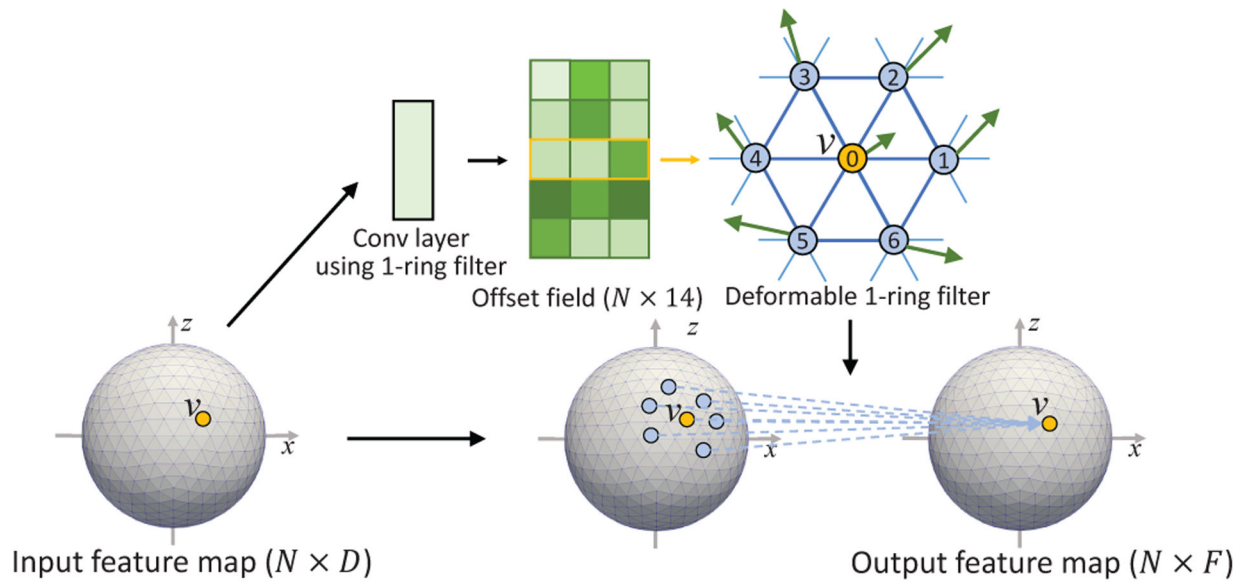 3
2
4
v
0
1
5
6
Conv layer
using 1-ring filter
Offset field (N × 14)
Deformable 1-ring filter
z
z
v
x
v
x
v
x
Input feature map (N × D)
Output feature map (N × F)